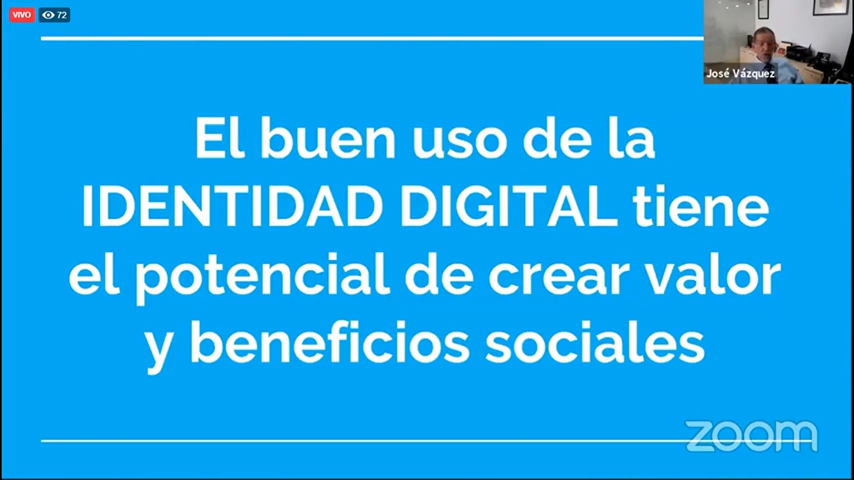 VIVO
72
José Vázquez
El buen uso de la
IDENTIDAD DIGITAL tiene
el potencial de crear valor
y beneficios sociales
zoom